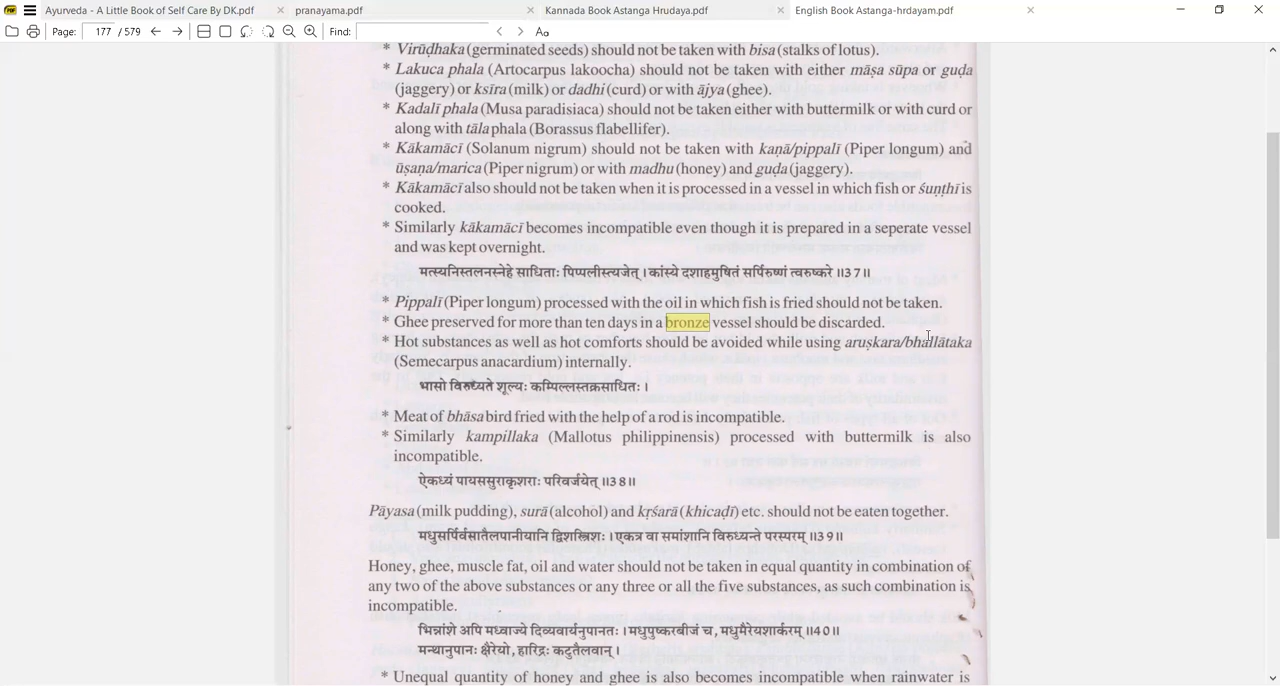 Ayurveda - A Little Book of Self Care By DK.pdf × pranayama.pdf × Kannada Book Astanga Hrudaya.pdf × English Book Astanga-hrdayam.pdf ×
Page: 177 / 579 Find:
* Virūḍhaka (germinated seeds) should not be taken with bisa (stalks of lotus).
* Lakuca phala (Artocarpus lakoocha) should not be taken with either māṣa sūpa or guḍa
(jaggery) or kṣīra (milk) or dadhi (curd) or with ājya (ghee).
* Kadalī phala (Musa paradisiaca) should not be taken either with buttermilk or with curd or
along with tāla phala (Borassus flabellifer).
* Kākamācī (Solanum nigrum) should not be taken with kaṇā/pippalī (Piper longum) and
ūṣaṇa/marica (Piper nigrum) or with madhu (honey) and guḍa (jaggery).
* Kākamācī also should not be taken when it is processed in a vessel in which fish or śuṇṭhī is
cooked.
* Similarly kākamācī becomes incompatible even though it is prepared in a seperate vessel
and was kept overnight.
मत्स्यनिस्तलनस्नेहे साधिताः पिप्पलीस्त्यजेत् । कांस्ये दशाहमुषितं सर्पिरुष्णं त्वरुष्करे ॥37॥
* Pippalī (Piper longum) processed with the oil in which fish is fried should not be taken.
* Ghee preserved for more than ten days in a bronze vessel should be discarded.
* Hot substances as well as hot comforts should be avoided while using aruṣkara/bhallātaka
(Semecarpus anacardium) internally.
भासो विरुध्यते शूल्यः कम्पिल्लस्तक्रसाधितः ।
* Meat of bhāsa bird fried with the help of a rod is incompatible.
* Similarly kampillaka (Mallotus philippinensis) processed with buttermilk is also
incompatible.
ऐकध्यं पायससुराकृशराः परिवर्जयेत् ॥38॥
Pāyasa (milk pudding), surā (alcohol) and kṛśarā (khicaḍī) etc. should not be eaten together.
मधुसर्पिर्वसातैलपानीयानि द्विशस्त्रिशः । एकत्र वा समांशानि विरुध्यन्ते परस्परम् ॥39॥
Honey, ghee, muscle fat, oil and water should not be taken in equal quantity in combination of
any two of the above substances or any three or all the five substances, as such combination is
incompatible.
भिन्नांशे अपि मध्वाज्ये दिव्यवार्यनुपानतः । मधुपुष्करबीजं च, मधुमैरेयशार्करम् ॥40॥
मन्थानुपानः क्षैरेयो, हारिद्रः कटुतैलवान् ।
* Unequal quantity of honey and ghee is also becomes incompatible when rainwater is